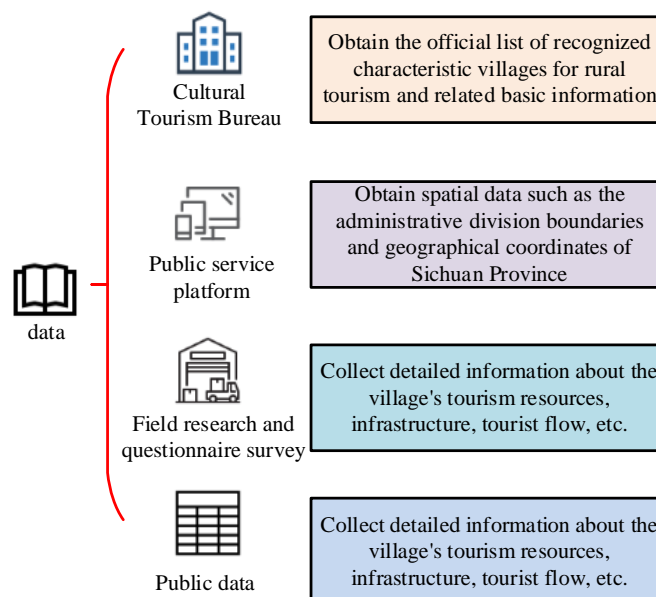 Cultural
Tourism Bureau
Obtain the official list of recognized
characteristic villages for rural
tourism and related basic information
Public service
platform
Obtain spatial data such as the
administrative division boundaries
and geographical coordinates of
Sichuan Province
data
Field research and
questionnaire survey
Collect detailed information about the
village's tourism resources,
infrastructure, tourist flow, etc.
Public data
Collect detailed information about the
village's tourism resources,
infrastructure, tourist flow, etc.